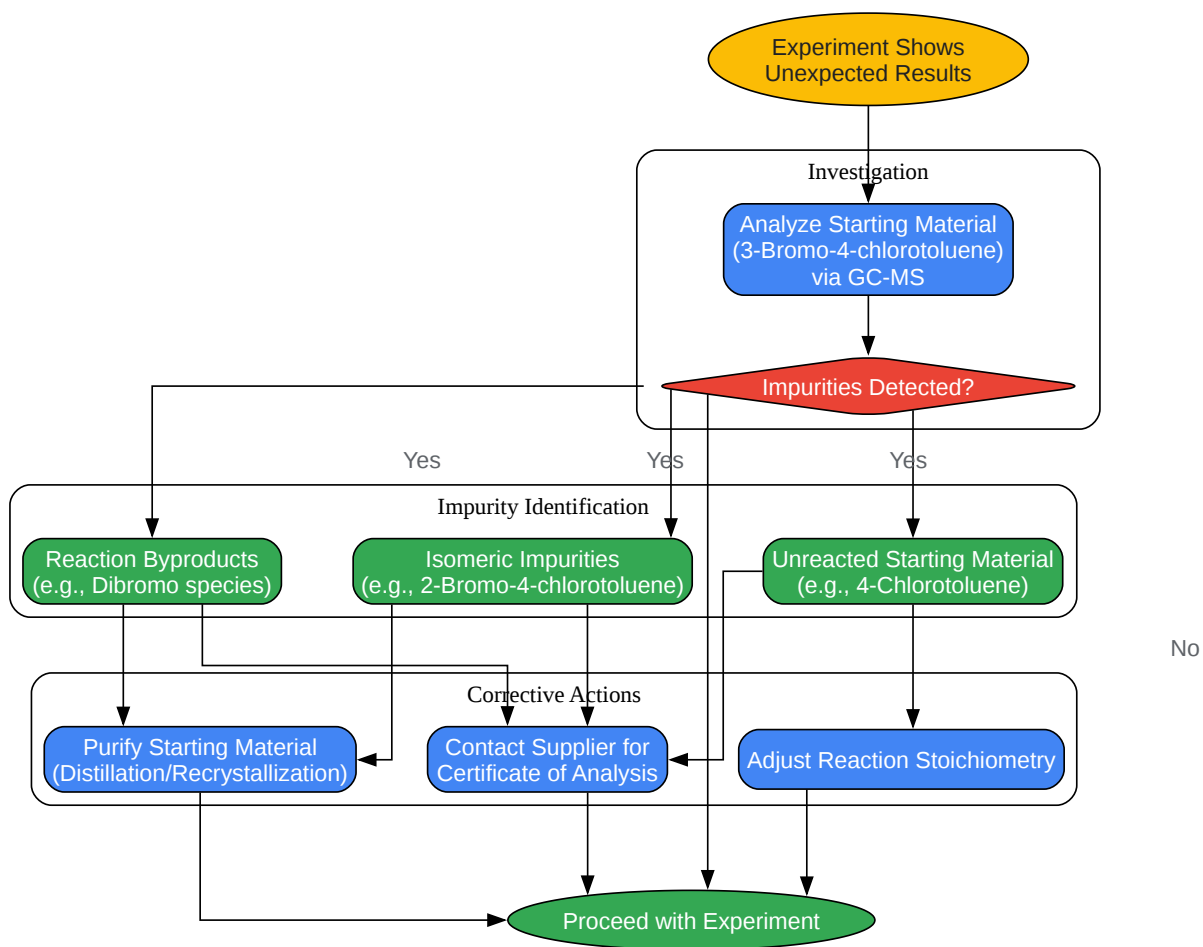 Experiment Shows
Unexpected Results
Investigation
Analyze Starting Material
(3-Bromo-4-chlorotoluene)
via GC-MS
Impurities Detected?
Yes
Yes
Yes
Impurity Identification
Reaction Byproducts
(e.g., Dibromo species)
Isomeric Impurities
(e.g., 2-Bromo-4-chlorotoluene)
Unreacted Starting Material
(e.g., 4-Chlorotoluene)
No
Corrective Actions
Purify Starting Material
(Distillation/Recrystallization)
Contact Supplier for
Certificate of Analysis
Adjust Reaction Stoichiometry
Proceed with Experiment